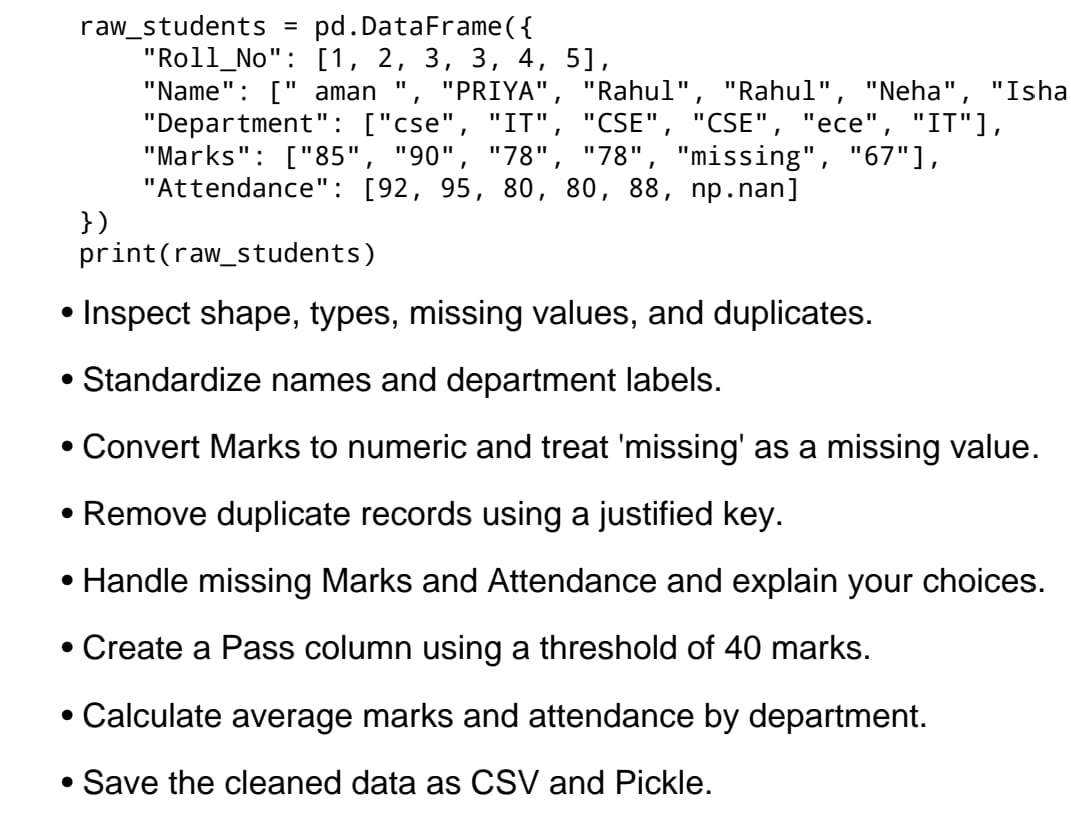 raw_students = pd.DataFrame({
    "Roll_No": [1, 2, 3, 3, 4, 5],
    "Name": [" aman ", "PRIYA", "Rahul", "Rahul", "Neha", "Isha
    "Department": ["cse", "IT", "CSE", "CSE", "ece", "IT"],
    "Marks": ["85", "90", "78", "78", "missing", "67"],
    "Attendance": [92, 95, 80, 80, 88, np.nan]
})
print(raw_students)
• Inspect shape, types, missing values, and duplicates.
• Standardize names and department labels.
• Convert Marks to numeric and treat 'missing' as a missing value.
• Remove duplicate records using a justified key.
• Handle missing Marks and Attendance and explain your choices.
• Create a Pass column using a threshold of 40 marks.
• Calculate average marks and attendance by department.
• Save the cleaned data as CSV and Pickle.